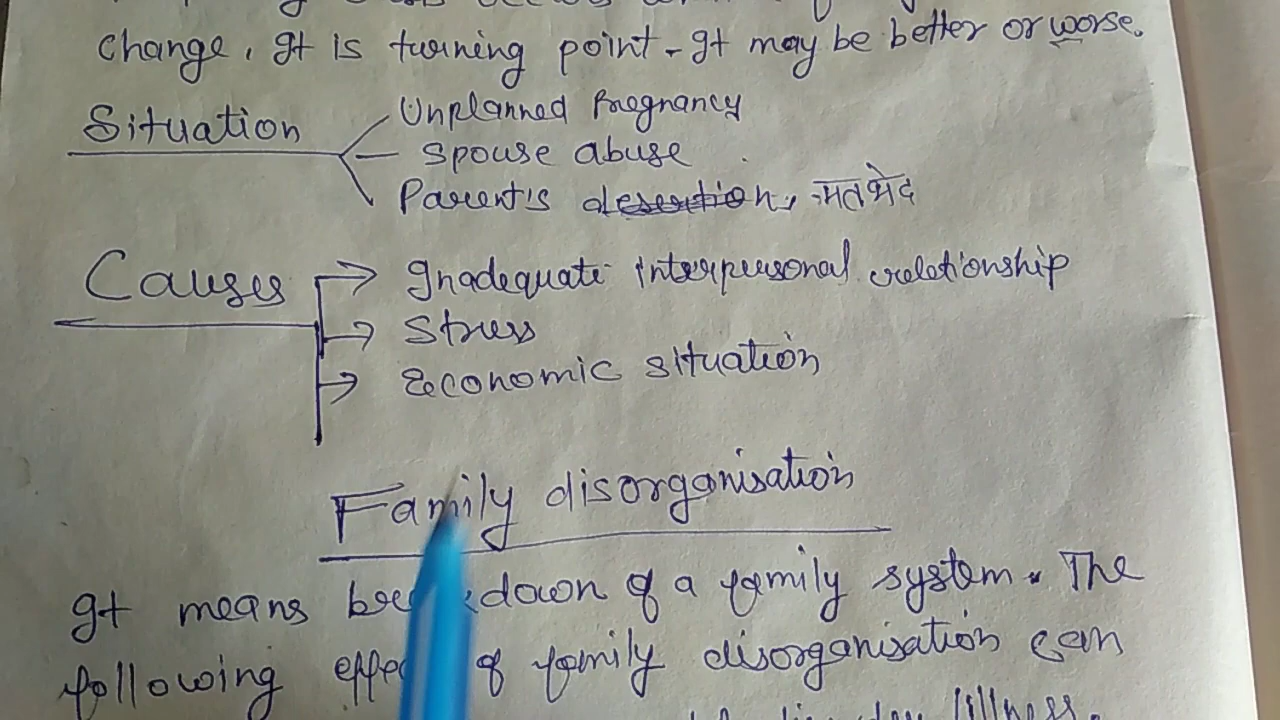 change, It is turning point - It may be better or worse.
Situation
Unplanned Pregnancy
Spouse abuse
Parent's desertion, मतभेद
Causes
Inadequate interpersonal relationship
Stress
Economic situation
Family disorganisation
It means down of a family system. The
following of family disorganisation can
illness.